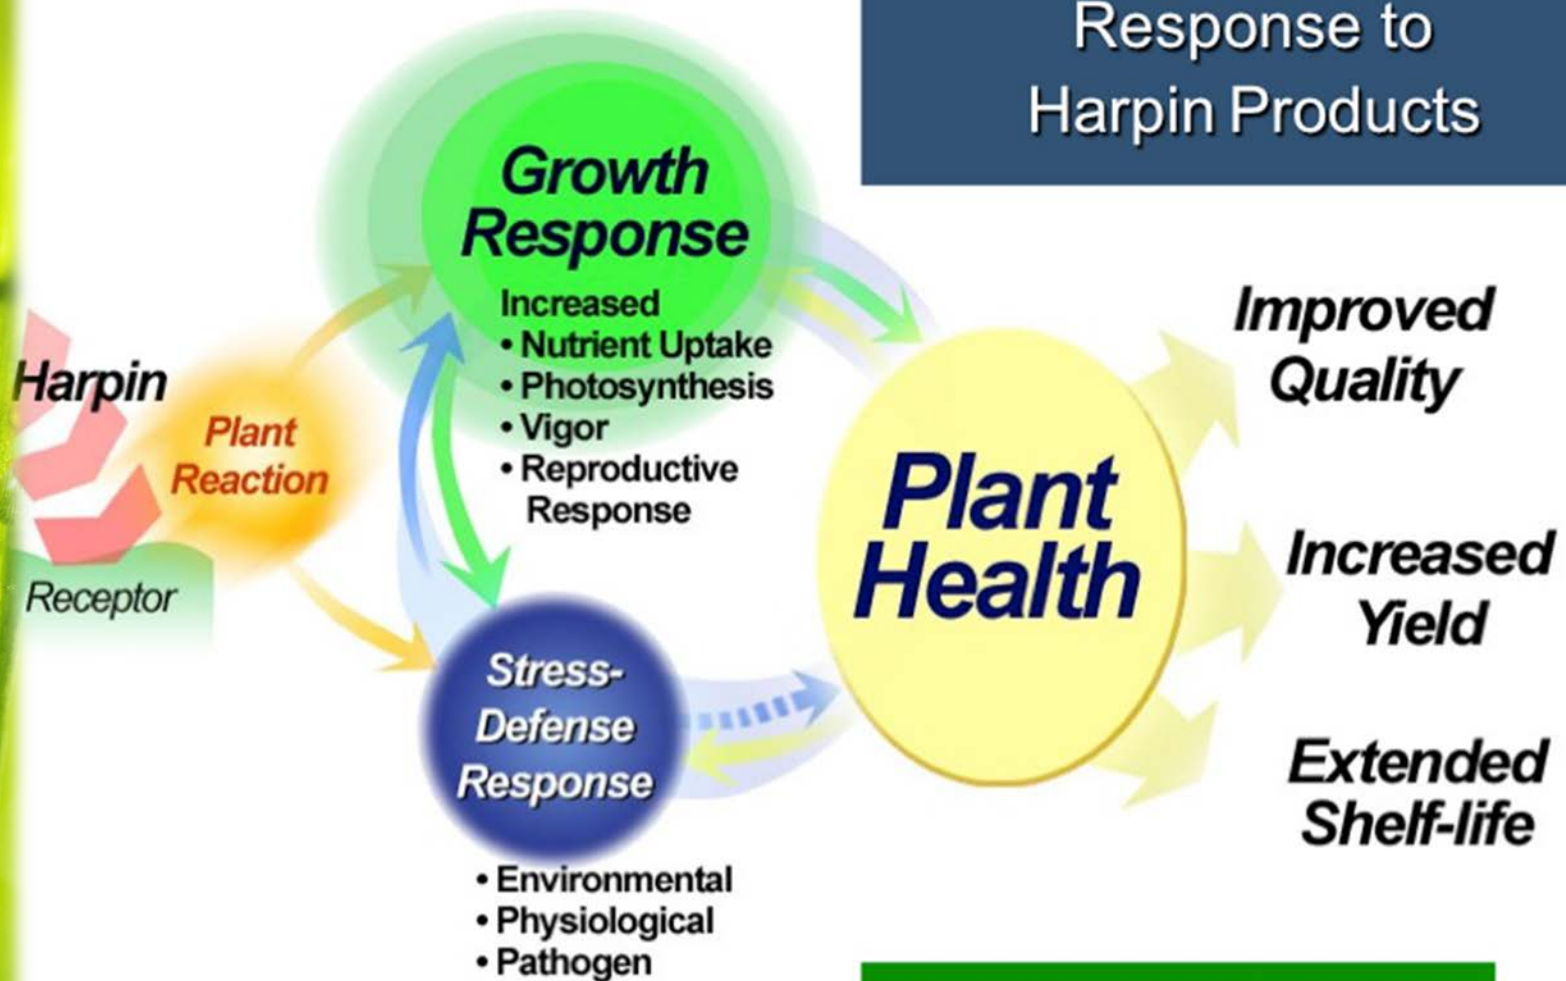 Response to
Harpin Products
Growth
Response
Increased
• Nutrient Uptake
• Photosynthesis
• Vigor
• Reproductive
Response
Harpin
Plant
Reaction
Receptor
Stress-
Defense
Response
• Environmental
• Physiological
• Pathogen
Plant
Health
Improved
Quality
Increased
Yield
Extended
Shelf-life